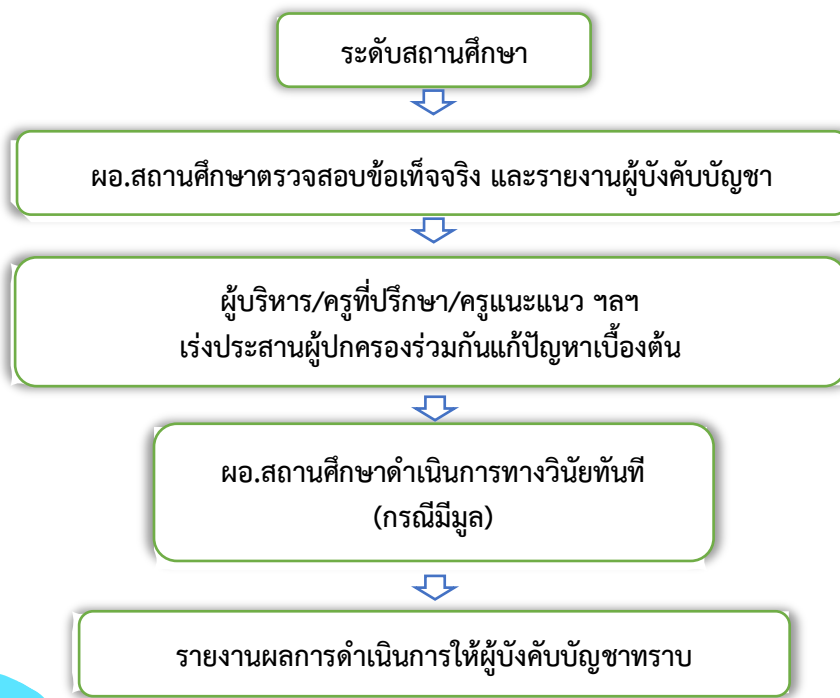 ระดับสถานศึกษา
ผอ.สถานศึกษาตรวจสอบข้อเท็จจริง และรายงานผู้บังคับบัญชา
ผู้บริหาร/ครูที่ปรึกษา/ครูแนะแนว ฯลฯ
เร่งประสานผู้ปกครองร่วมกันแก้ปัญหาเบื้องต้น
ผอ.สถานศึกษาดำเนินการทางวินัยทันที
(กรณีมีมูล)
รายงานผลการดำเนินการให้ผู้บังคับบัญชาทราบ